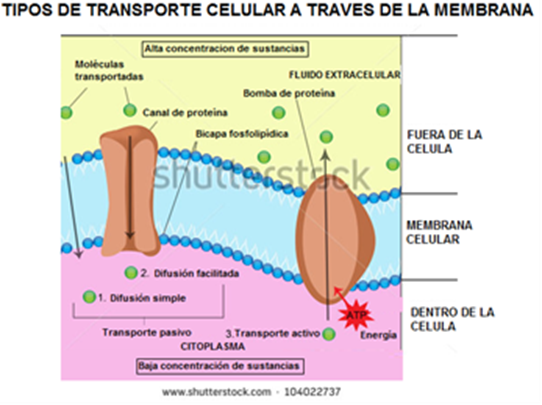 TIPOS DE TRANSPORTE CELULAR A TRAVES DE LA MEMBRANA
Alta concentracion de sustancias
Moléculas
transportadas
FLUIDO EXTRACELULAR
Bomba de proteina
Canal de proteina
Bicapa fosfolipídica
FUERA DE LA
CELULA
shutterstock
MEMBRANA
CELULAR
2. Difusión facilitada
1. Difusión simple
ATP
DENTRO DE LA
CELULA
Transporte pasivo
3.Transporte activo
Energía
CITOPLASMA
Baja concentración de sustancias
www.shutterstock.com · 104022737